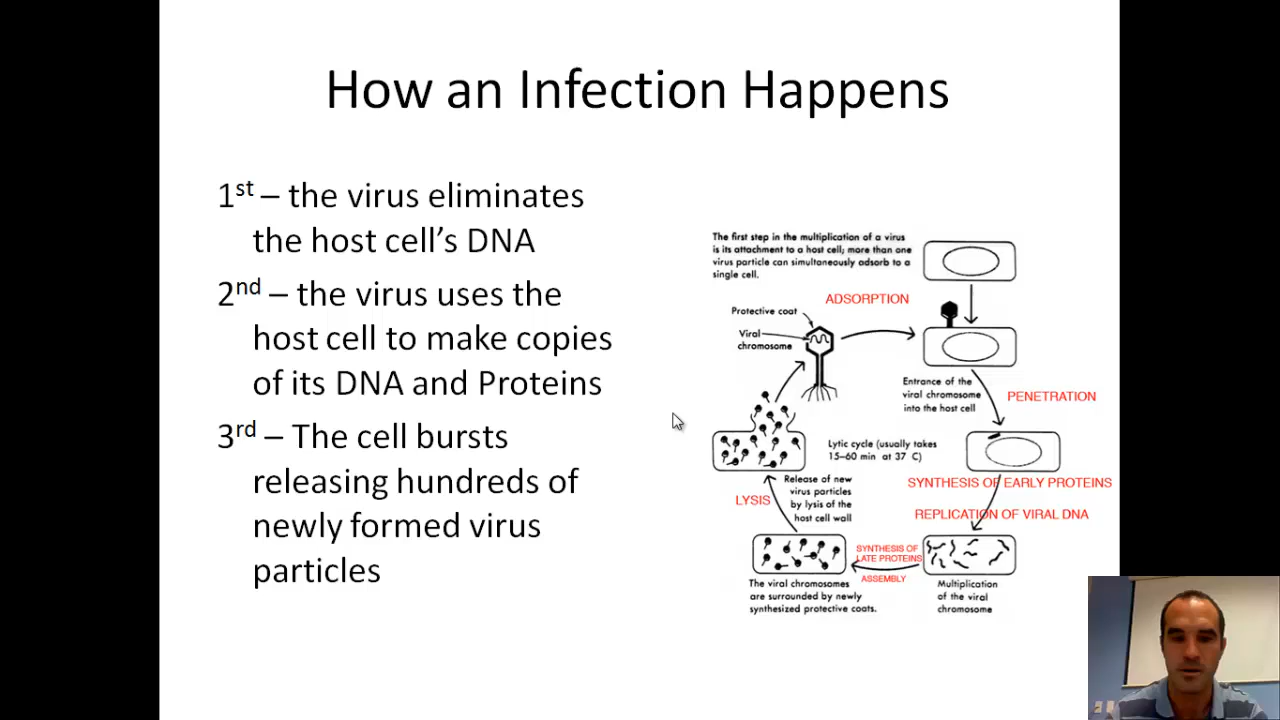 How an Infection Happens
1st – the virus eliminates
the host cell's DNA
2nd – the virus uses the
host cell to make copies
of its DNA and Proteins
3rd – The cell bursts
releasing hundreds of
newly formed virus
particles
The first step in the multiplication of a virus
is its attachment to a host cell; more than one
virus particle can simultaneously adsorb to a
single cell.
ADSORPTION
Protective coat
Viral
chromosome
Entrance of the
viral chromosome
into the host cell
PENETRATION
Lytic cycle (usually takes
15–60 min at 37 C)
SYNTHESIS OF EARLY PROTEINS
REPLICATION OF VIRAL DNA
Release of new
virus particles
by lysis of the
host cell wall
LYSIS
SYNTHESIS OF
LATE PROTEINS
ASSEMBLY
The viral chromosomes
are surrounded by newly
synthesized protective coats.
Multiplication
of the viral
chromosome